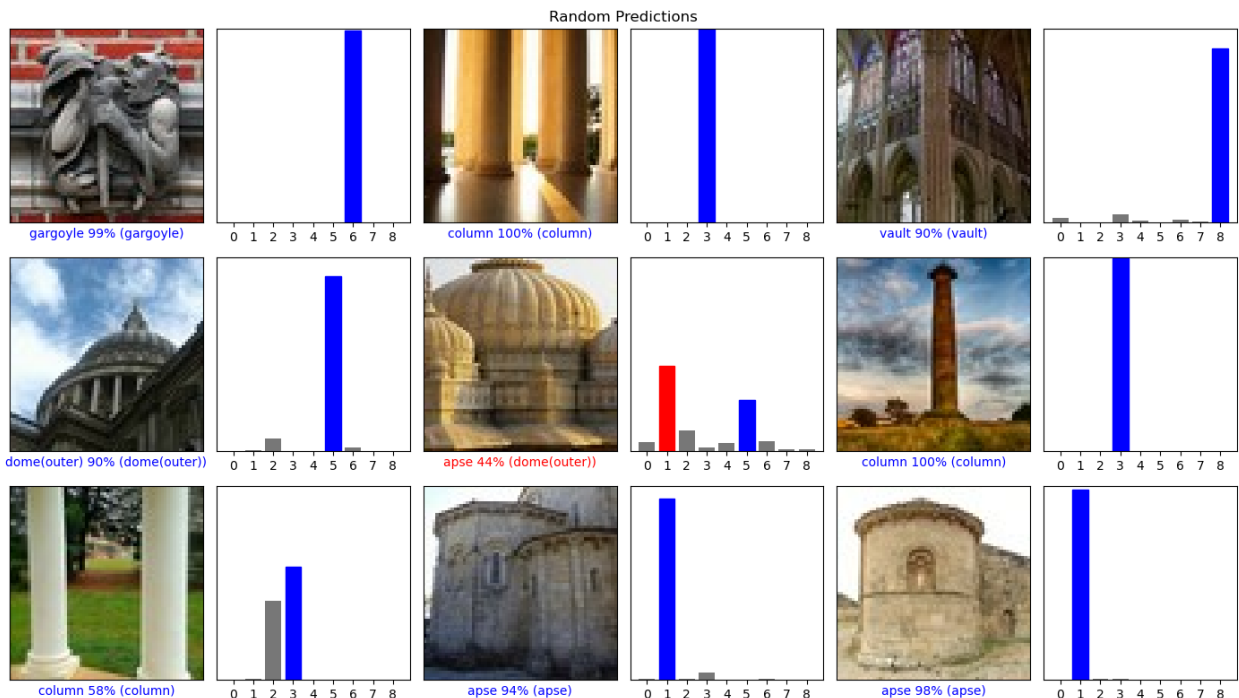 Random Predictions
0 1 2 3 4 5 6 7 8
0 1 2 3 4 5 6 7 8
0 1 2 3 4 5 6 7 8
gargoyle 99% (gargoyle)
column 100% (column)
vault 90% (vault)
0 1 2 3 4 5 6 7 8
0 1 2 3 4 5 6 7 8
0 1 2 3 4 5 6 7 8
dome(outer) 90% (dome(outer))
apse 44% (dome(outer))
column 100% (column)
0 1 2 3 4 5 6 7 8
0 1 2 3 4 5 6 7 8
0 1 2 3 4 5 6 7 8
column 58% (column)
apse 94% (apse)
apse 98% (apse)